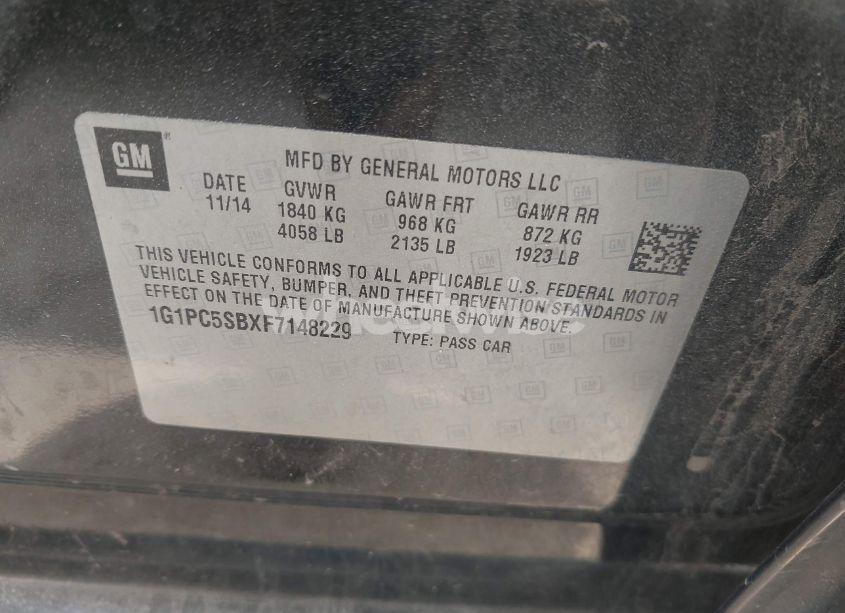 GM
MFD BY GENERAL MOTORS LLC
DATE GVWR GAWR FRT GAWR RR
11/14 1840 KG 968 KG 872 KG
4058 LB 2135 LB 1923 LB
THIS VEHICLE CONFORMS TO ALL APPLICABLE U.S. FEDERAL MOTOR
VEHICLE SAFETY, BUMPER, AND THEFT PREVENTION STANDARDS IN
EFFECT ON THE DATE OF MANUFACTURE SHOWN ABOVE.
1G1PC5SBXF7148229 TYPE: PASS CAR